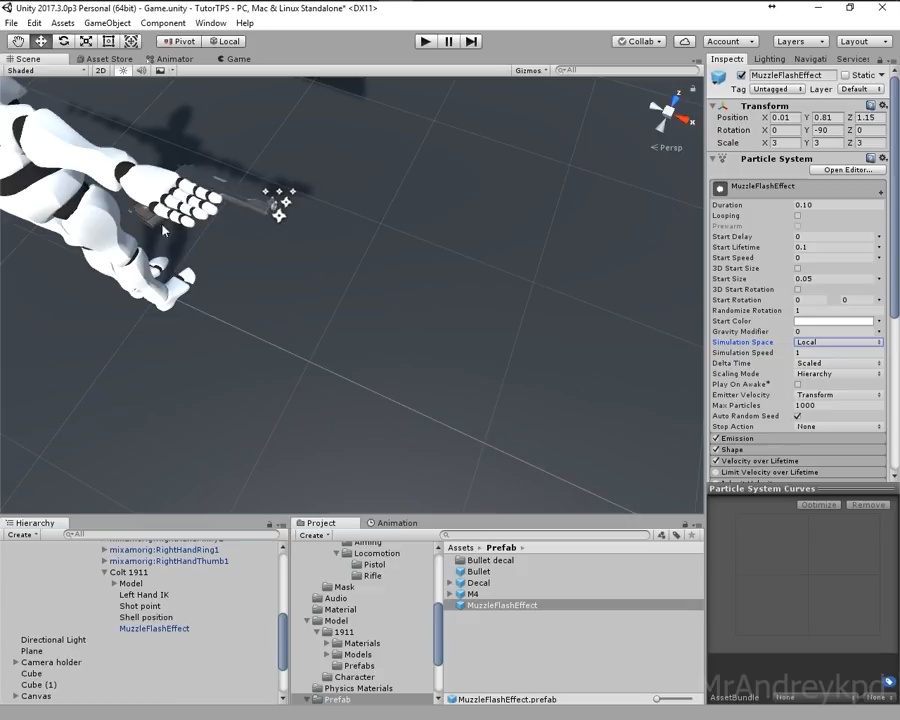 Unity 2017.3.0p3 Personal (64bit) - Game.unity - TutorTPS - PC, Mac & Linux Standalone* <DX11>
File Edit Assets GameObject Component Window Help
Pivot Local Collab Account Layers Layout
Scene Asset Store Animator Game
Shaded 2D Gizmos All
z
x
Persp
Inspecto Lighting Navigati Services
MuzzleFlashEffect Static
Tag Untagged Layer Default
Transform
Position X 0.01 Y 0.81 Z 1.15
Rotation X 0 Y -90 Z 0
Scale X 3 Y 3 Z 3
Particle System
Open Editor...
MuzzleFlashEffect
Duration 0.10
Looping
Prewarm
Start Delay 0
Start Lifetime 0.1
Start Speed 0
3D Start Size
Start Size 0.05
3D Start Rotation
Start Rotation 0 0
Randomize Rotation 1
Start Color
Gravity Modifier 0
Simulation Space Local
Simulation Speed 1
Delta Time Scaled
Scaling Mode Hierarchy
Play On Awake*
Emitter Velocity Transform
Max Particles 1000
Auto Random Seed
Stop Action None
Emission
Shape
Velocity over Lifetime
Limit Velocity over Lifetime
Particle System Curves
Optimize Remove
Hierarchy
Create All
mixamorig:RightHandRing1
mixamorig:RightHandThumb1
Colt 1911
Model
Left Hand IK
Shot point
Shell position
MuzzleFlashEffect
Directional Light
Plane
Camera holder
Cube
Cube (1)
Canvas
Project Animation
Create
Aiming
Locomotion
Pistol
Rifle
Mask
Audio
Material
Model
1911
Materials
Models
Prefabs
Character
Physics Materials
Prefab
Assets Prefab
Bullet decal
Bullet
Decal
M4
MuzzleFlashEffect
MuzzleFlashEffect.prefab
MrAndreykpd
AssetBundle None None